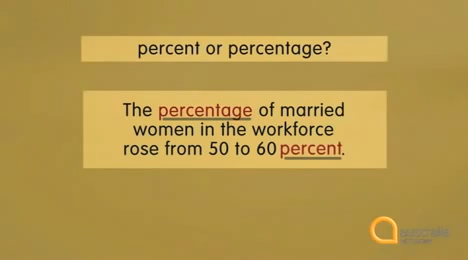 percent or percentage?
The percentage of married
women in the workforce
rose from 50 to 60 percent.